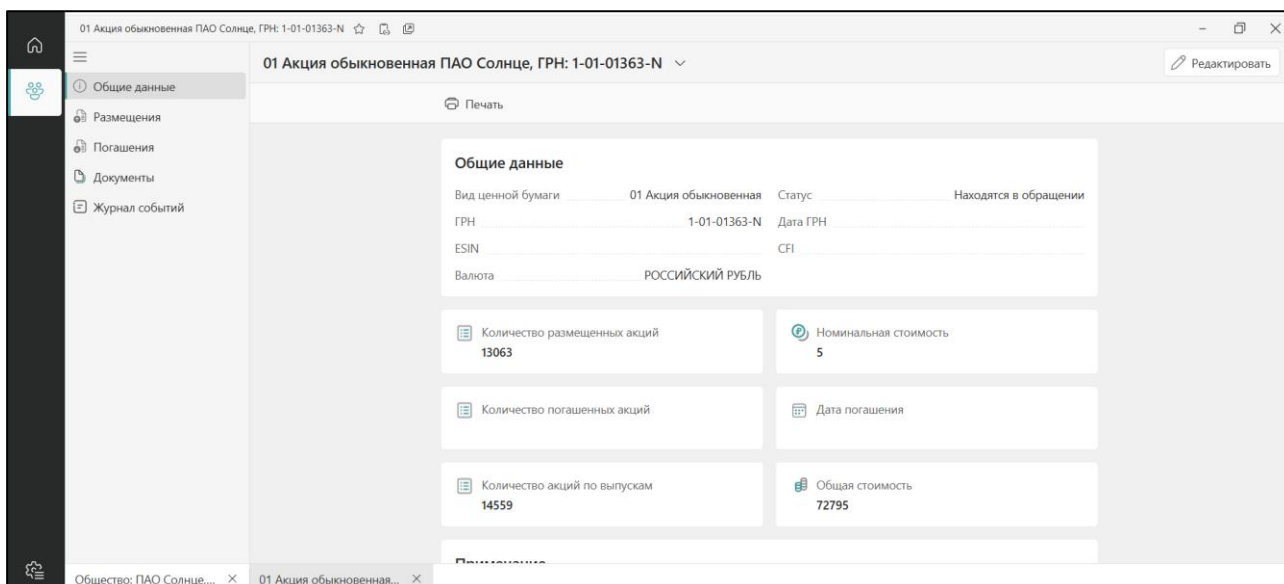 01 Акция обыкновенная ПАО Солнце, ГРН: 1-01-01363-N
01 Акция обыкновенная ПАО Солнце, ГРН: 1-01-01363-N
Редактировать
Общие данные
Размещения
Погашения
Документы
Журнал событий
Печать
Общие данные
Вид ценной бумаги 01 Акция обыкновенная Статус Находятся в обращении
ГРН 1-01-01363-N Дата ГРН
ESIN CFI
Валюта РОССИЙСКИЙ РУБЛЬ
Количество размещенных акций
13063
Номинальная стоимость
5
Количество погашенных акций
Дата погашения
Количество акций по выпускам
14559
Общая стоимость
72795
Примечание
Общество: ПАО Солнце,... 01 Акция обыкновенная...